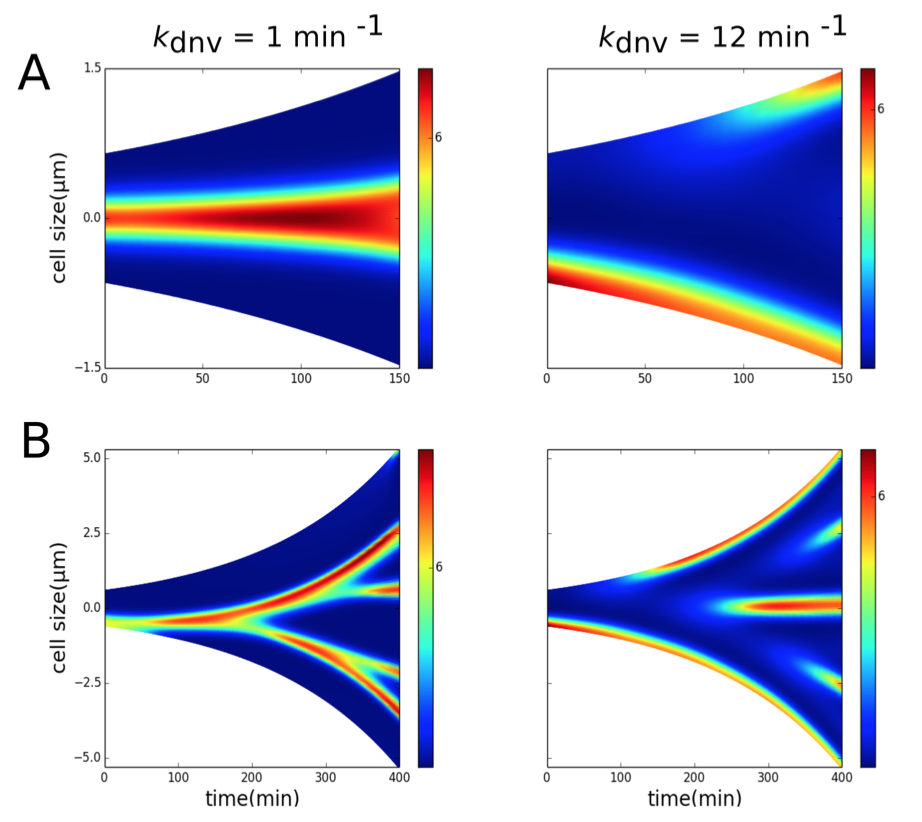 kdnv = 1 min -1
kdnv = 12 min -1
A
1.5
0.0
−1.5
cell size(μm)
0 50 100 150
6
0 50 100 150
6
B
5.0
2.5
0.0
−2.5
−5.0
cell size(μm)
0 100 200 300 400
time(min)
6
0 100 200 300 400
time(min)
6